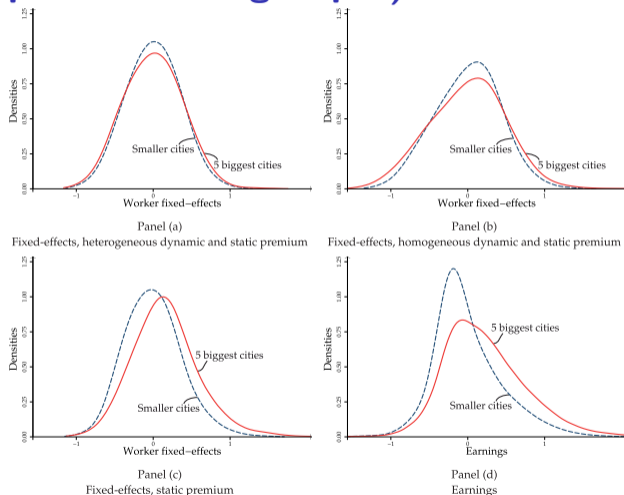 1.25
1.00
0.75
0.50
0.25
0.00
Densities
Smaller cities
5 biggest cities
−1
0
1
Worker fixed−effects
Panel (a)
Fixed-effects, heterogeneous dynamic and static premium
1.25
1.00
0.75
0.50
0.25
0.00
Densities
Smaller cities
5 biggest cities
−1
0
1
Worker fixed−effects
Panel (b)
Fixed-effects, homogeneous dynamic and static premium
1.25
1.00
0.75
0.50
0.25
0.00
Densities
5 biggest cities
Smaller cities
−1
0
1
Worker fixed−effects
Panel (c)
Fixed-effects, static premium
1.25
1.00
0.75
0.50
0.25
0.00
Densities
5 biggest cities
Smaller cities
−1
0
1
Earnings
Panel (d)
Earnings